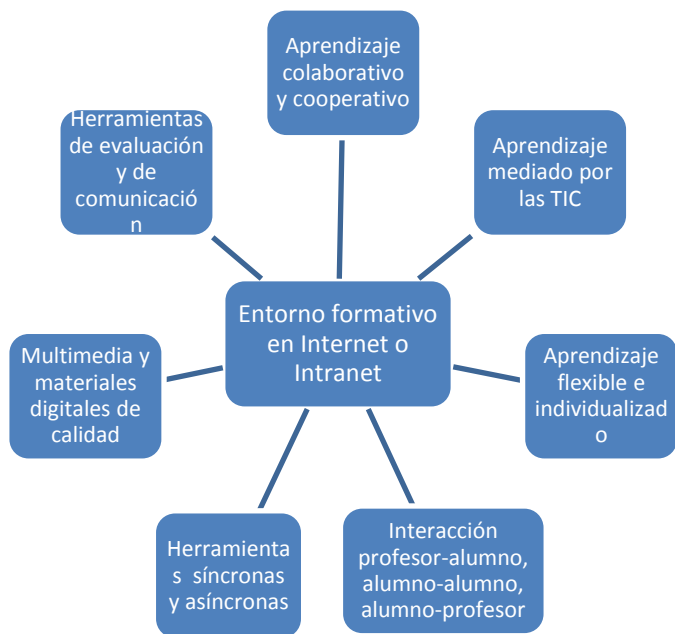 Aprendizaje
colaborativo
y cooperativo
Herramientas
de evaluación
y de
comunicació
n
Aprendizaje
mediado por
las TIC
Entorno formativo
en Internet o
Intranet
Multimedia y
materiales
digitales de
calidad
Aprendizaje
flexible e
individualizad
o
Herramienta
s síncronas
y asíncronas
Interacción
profesor-alumno,
alumno-alumno,
alumno-profesor